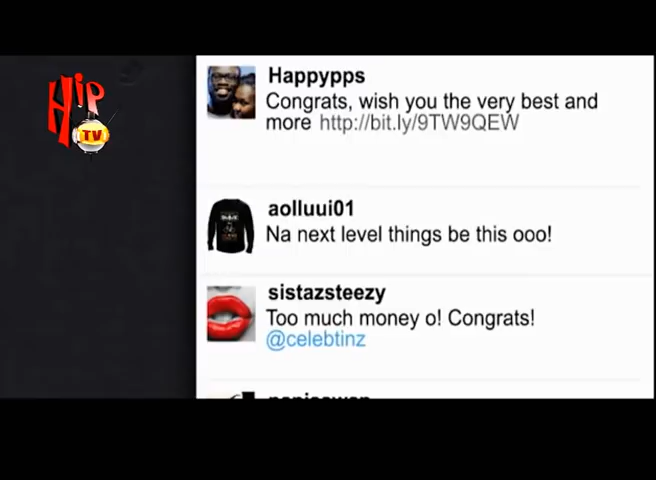 Hip
TV
Happypps
Congrats, wish you the very best and
more http://bit.ly/9TW9QEW
aolluui01
Na next level things be this ooo!
sistazsteezy
Too much money o! Congrats!
@celebtinz